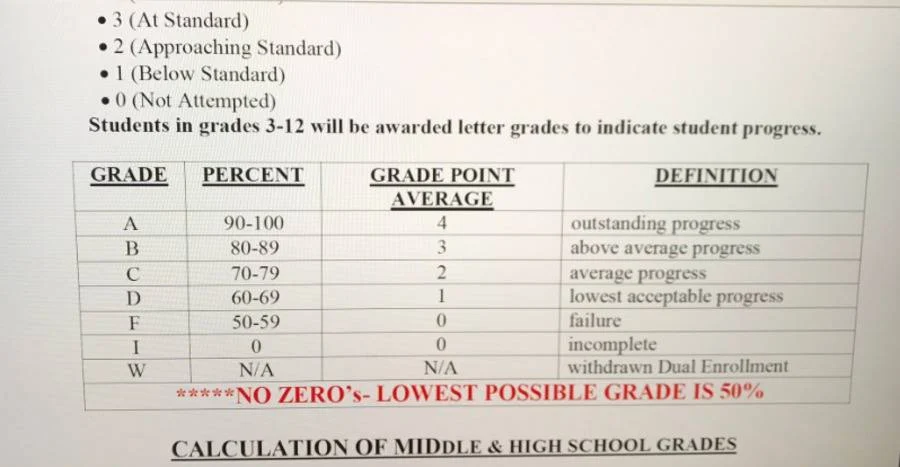 • 3 (At Standard)
• 2 (Approaching Standard)
• 1 (Below Standard)
• 0 (Not Attempted)
Students in grades 3-12 will be awarded letter grades to indicate student progress.
GRADE PERCENT GRADE POINT AVERAGE DEFINITION
A 90-100 4 outstanding progress
B 80-89 3 above average progress
C 70-79 2 average progress
D 60-69 1 lowest acceptable progress
F 50-59 0 failure
I 0 0 incomplete
W N/A N/A withdrawn Dual Enrollment
*****NO ZERO's- LOWEST POSSIBLE GRADE IS 50%
CALCULATION OF MIDDLE & HIGH SCHOOL GRADES